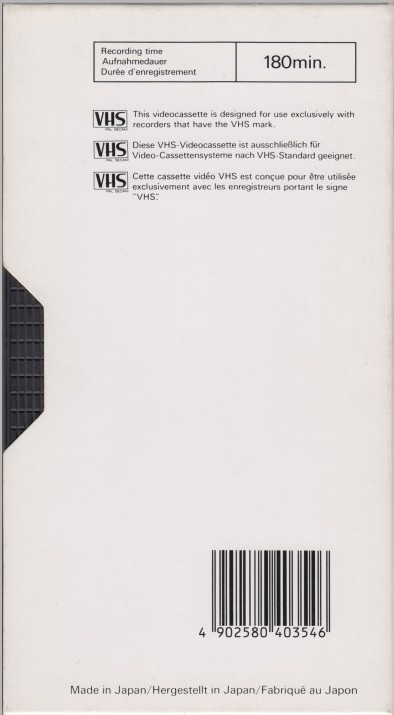 Recording time
Aufnahmedauer
Durée d'enregistrement
180min.
VHS
PAL SECAM
This videocassette is designed for use exclusively with
recorders that have the VHS mark.
VHS
PAL SECAM
Diese VHS-Videocassette ist ausschließlich für
Video-Cassettensysteme nach VHS-Standard geeignet.
VHS
PAL SECAM
Cette cassette vidéo VHS est conçue pour être utilisée
exclusivement avec les enregistreurs portant le signe
"VHS".
4 902580 403546
Made in Japan/Hergestellt in Japan/Fabriqué au Japon